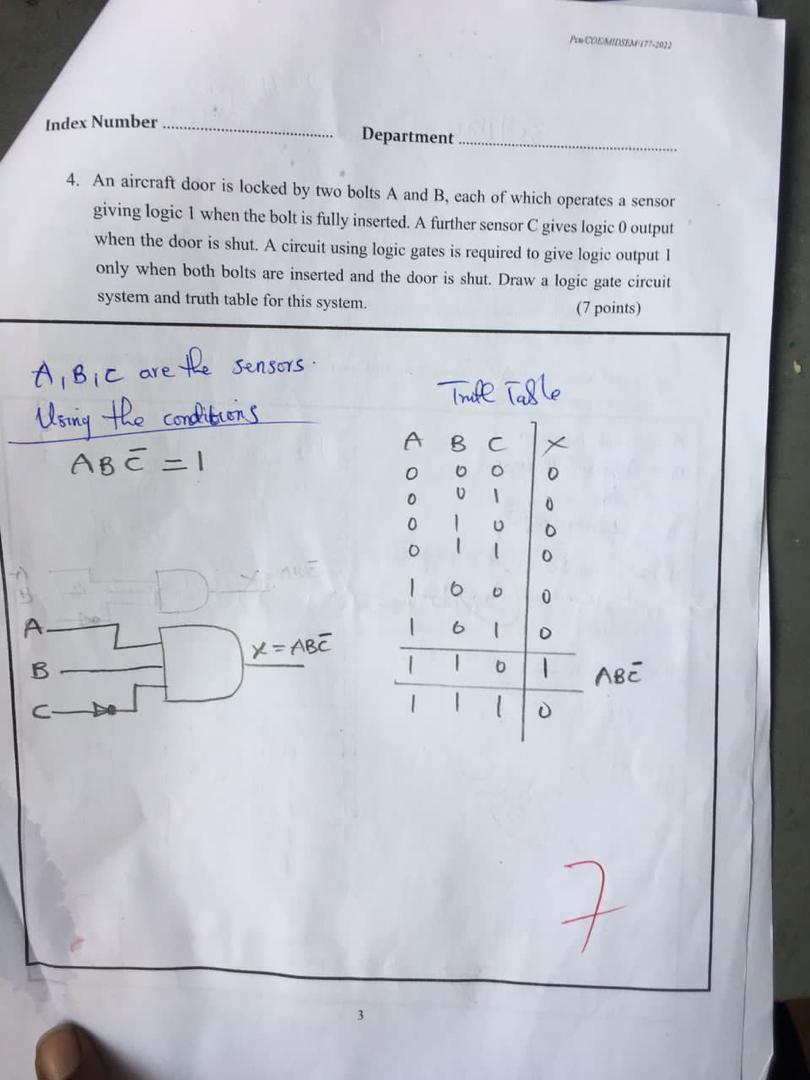 Pcu/COE/MIDSEM/177-2022
Index Number ........................................ Department ....................................................
4. An aircraft door is locked by two bolts A and B, each of which operates a sensor
giving logic 1 when the bolt is fully inserted. A further sensor C gives logic 0 output
when the door is shut. A circuit using logic gates is required to give logic output 1
only when both bolts are inserted and the door is shut. Draw a logic gate circuit
system and truth table for this system. (7 points)
A, B, C are the sensors.
Using the conditions
ABC̅ = 1
Truth Table
A B C X
0 0 0 0
0 0 1 0
0 1 0 0
0 1 1 0
1 0 0 0
1 0 1 0
1 1 0 1 ABC̅
1 1 1 0
A
B
C
X = ABC̅
7
3